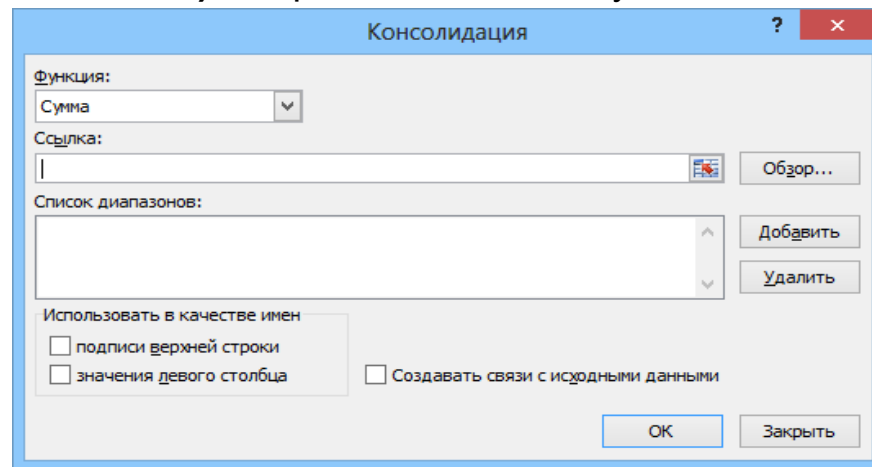 Консолидация
?
Функция:
Сумма
Ссылка:
Обзор...
Список диапазонов:
Добавить
Удалить
Использовать в качестве имен
подписи верхней строки
значения левого столбца
Создавать связи с исходными данными
ОК
Закрыть